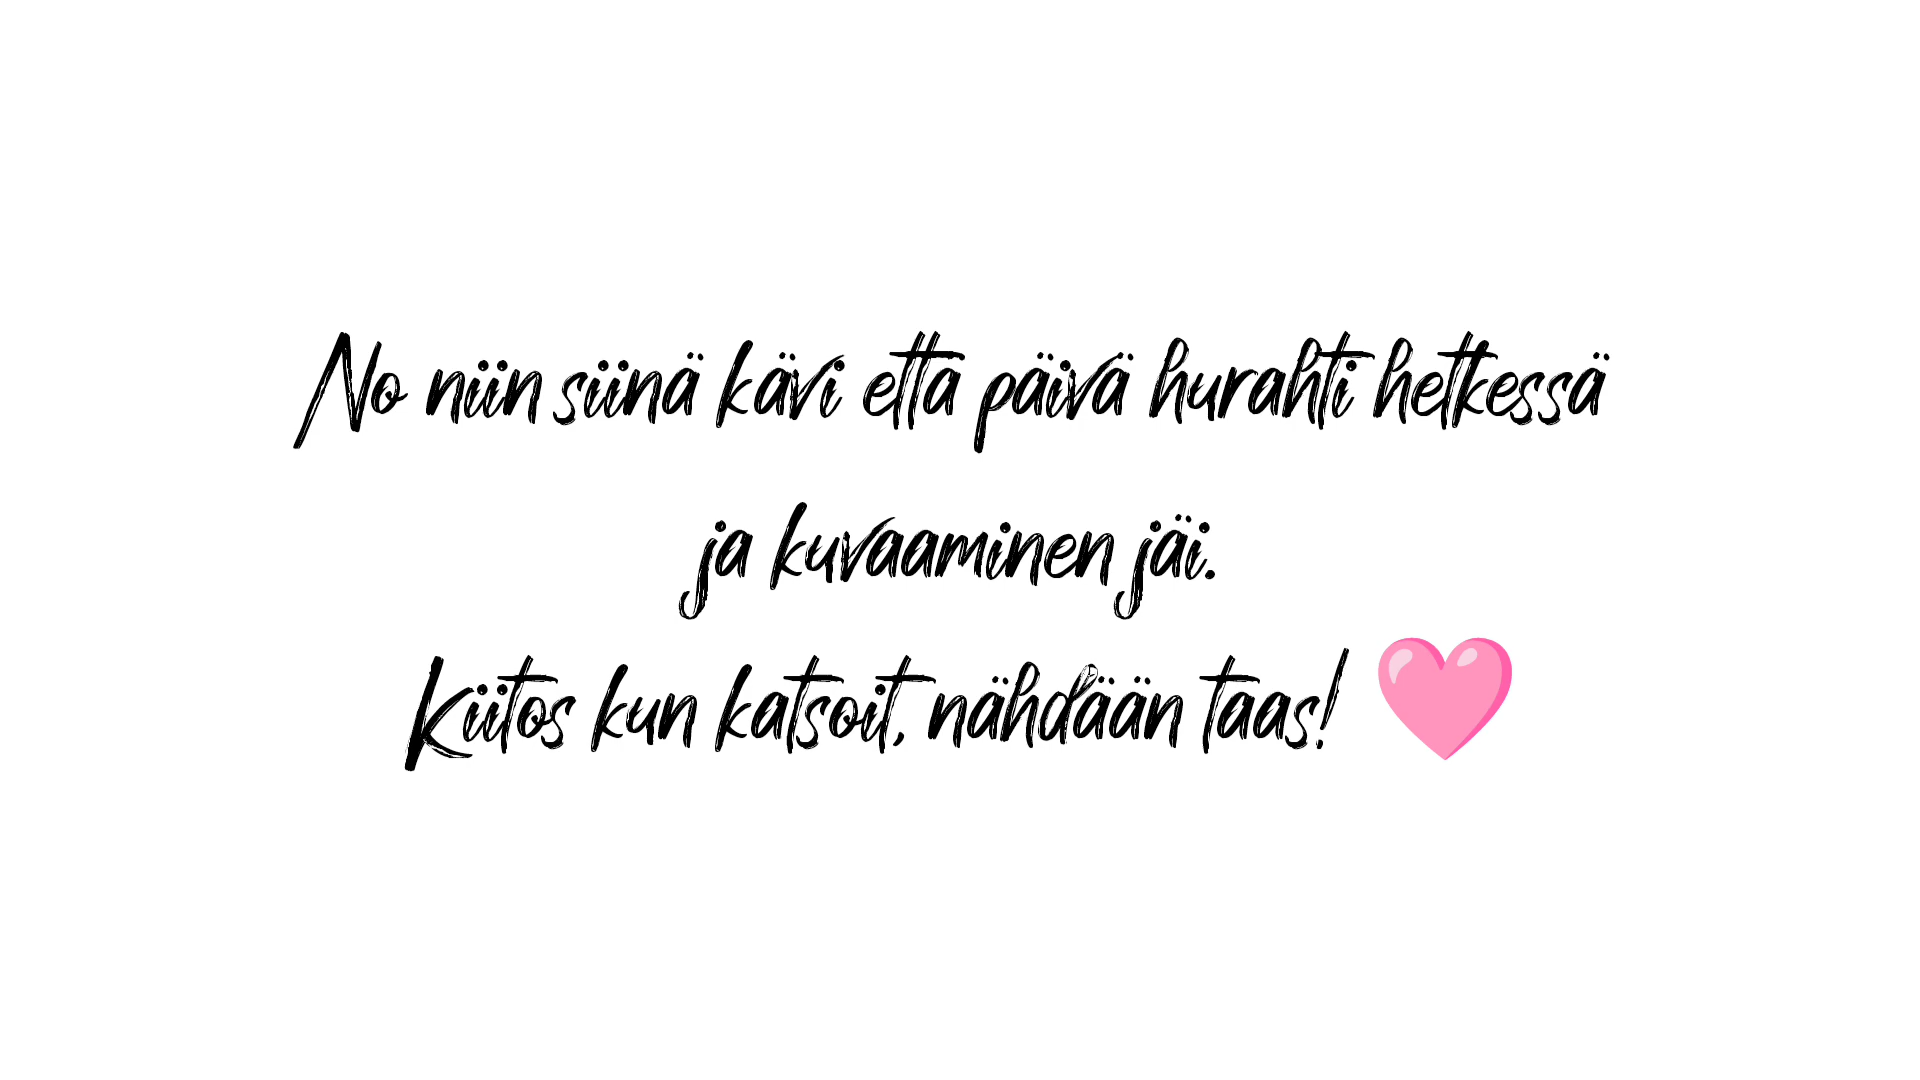 No niin siinä kävi että päivä hurahti hetkessä
ja kuvaaminen jäi.
Kiitos kun katsoit, nähdään taas! 🩷